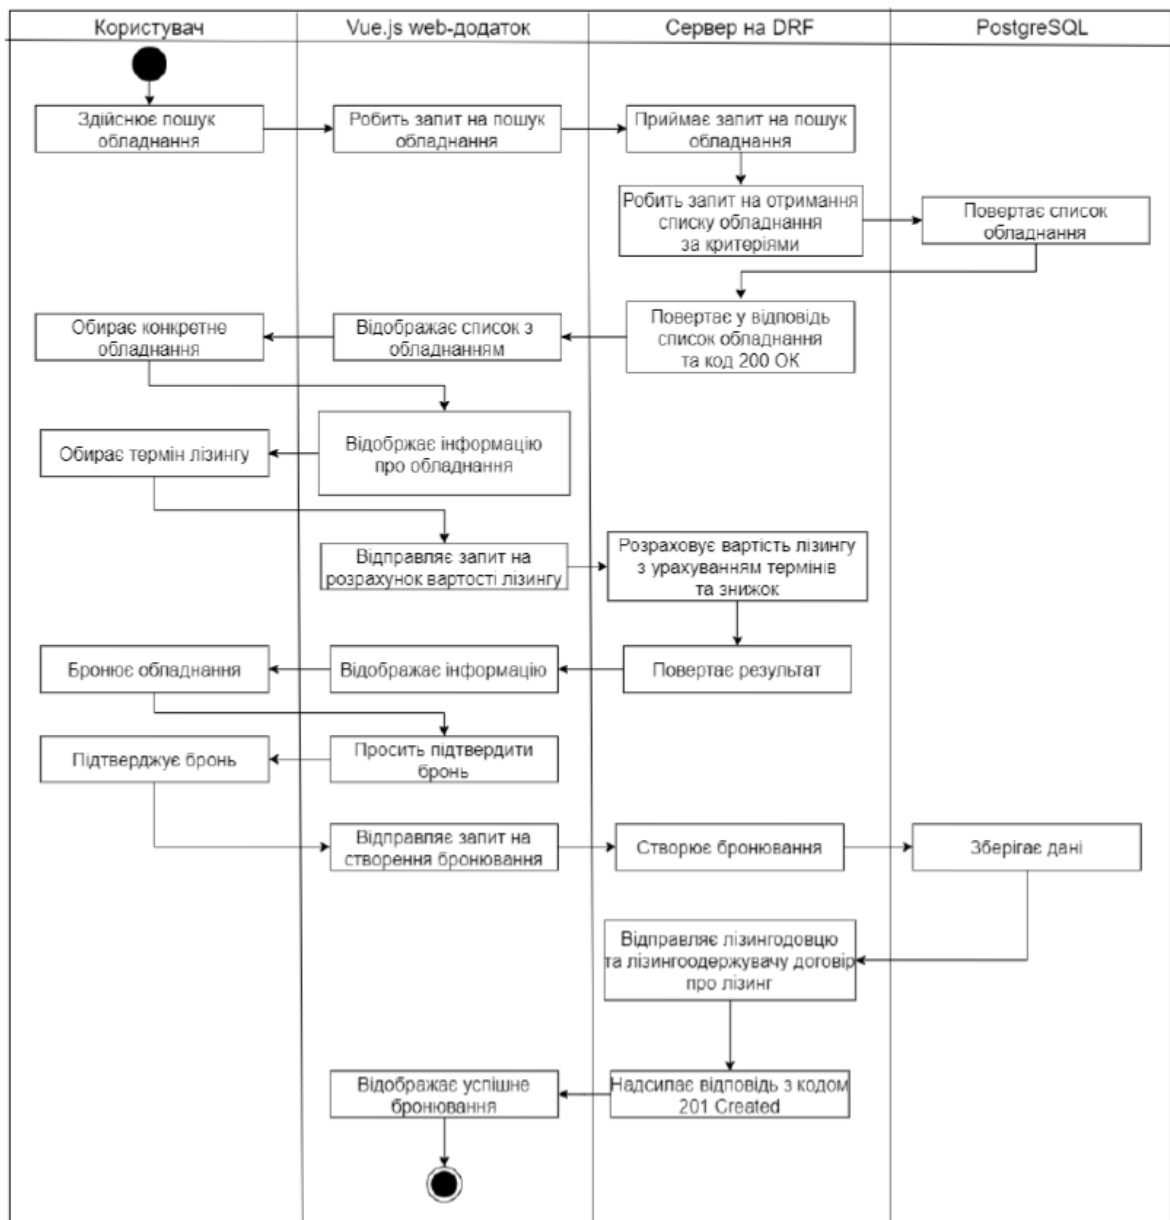 Користувач
Vue.js web-додаток
Сервер на DRF
PostgreSQL
Здійснює пошук
обладнання
Робить запит на пошук
обладнання
Приймає запит на пошук
обладнання
Робить запит на отримання
списку обладнання
за критеріями
Повертає список
обладнання
Обирає конкретне
обладнання
Відображає список з
обладнанням
Повертає у відповідь
список обладнання
та код 200 OK
Обирає термін лізингу
Відобржає інформацію
про обладнання
Відправляє запит на
розрахунок вартості лізингу
Розраховує вартість лізингу
з урахуванням термінів
та знижок
Бронює обладнання
Відображає інформацію
Повертає результат
Підтверджує бронь
Просить підтвердити
бронь
Відправляє запит на
створення бронювання
Створює бронювання
Зберігає дані
Відправляє лізингодовцю
та лізингоодержувачу договір
про лізинг
Відображає успішне
бронювання
Надсилає відповідь з кодом
201 Created